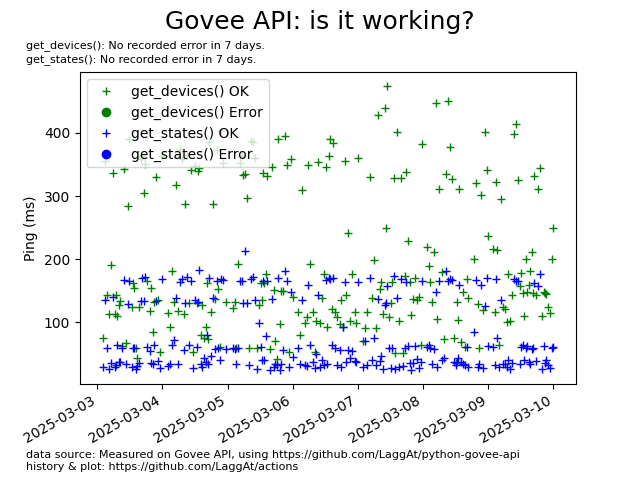 Govee API: is it working?
get_devices(): No recorded error in 7 days.
get_states(): No recorded error in 7 days.
get_devices() OK
get_devices() Error
get_states() OK
get_states() Error
Ping (ms)
400
300
200
100
2025-03-03
2025-03-04
2025-03-05
2025-03-06
2025-03-07
2025-03-08
2025-03-09
2025-03-10
data source: Measured on Govee API, using https://github.com/LaggAt/python-govee-api
history & plot: https://github.com/LaggAt/actions